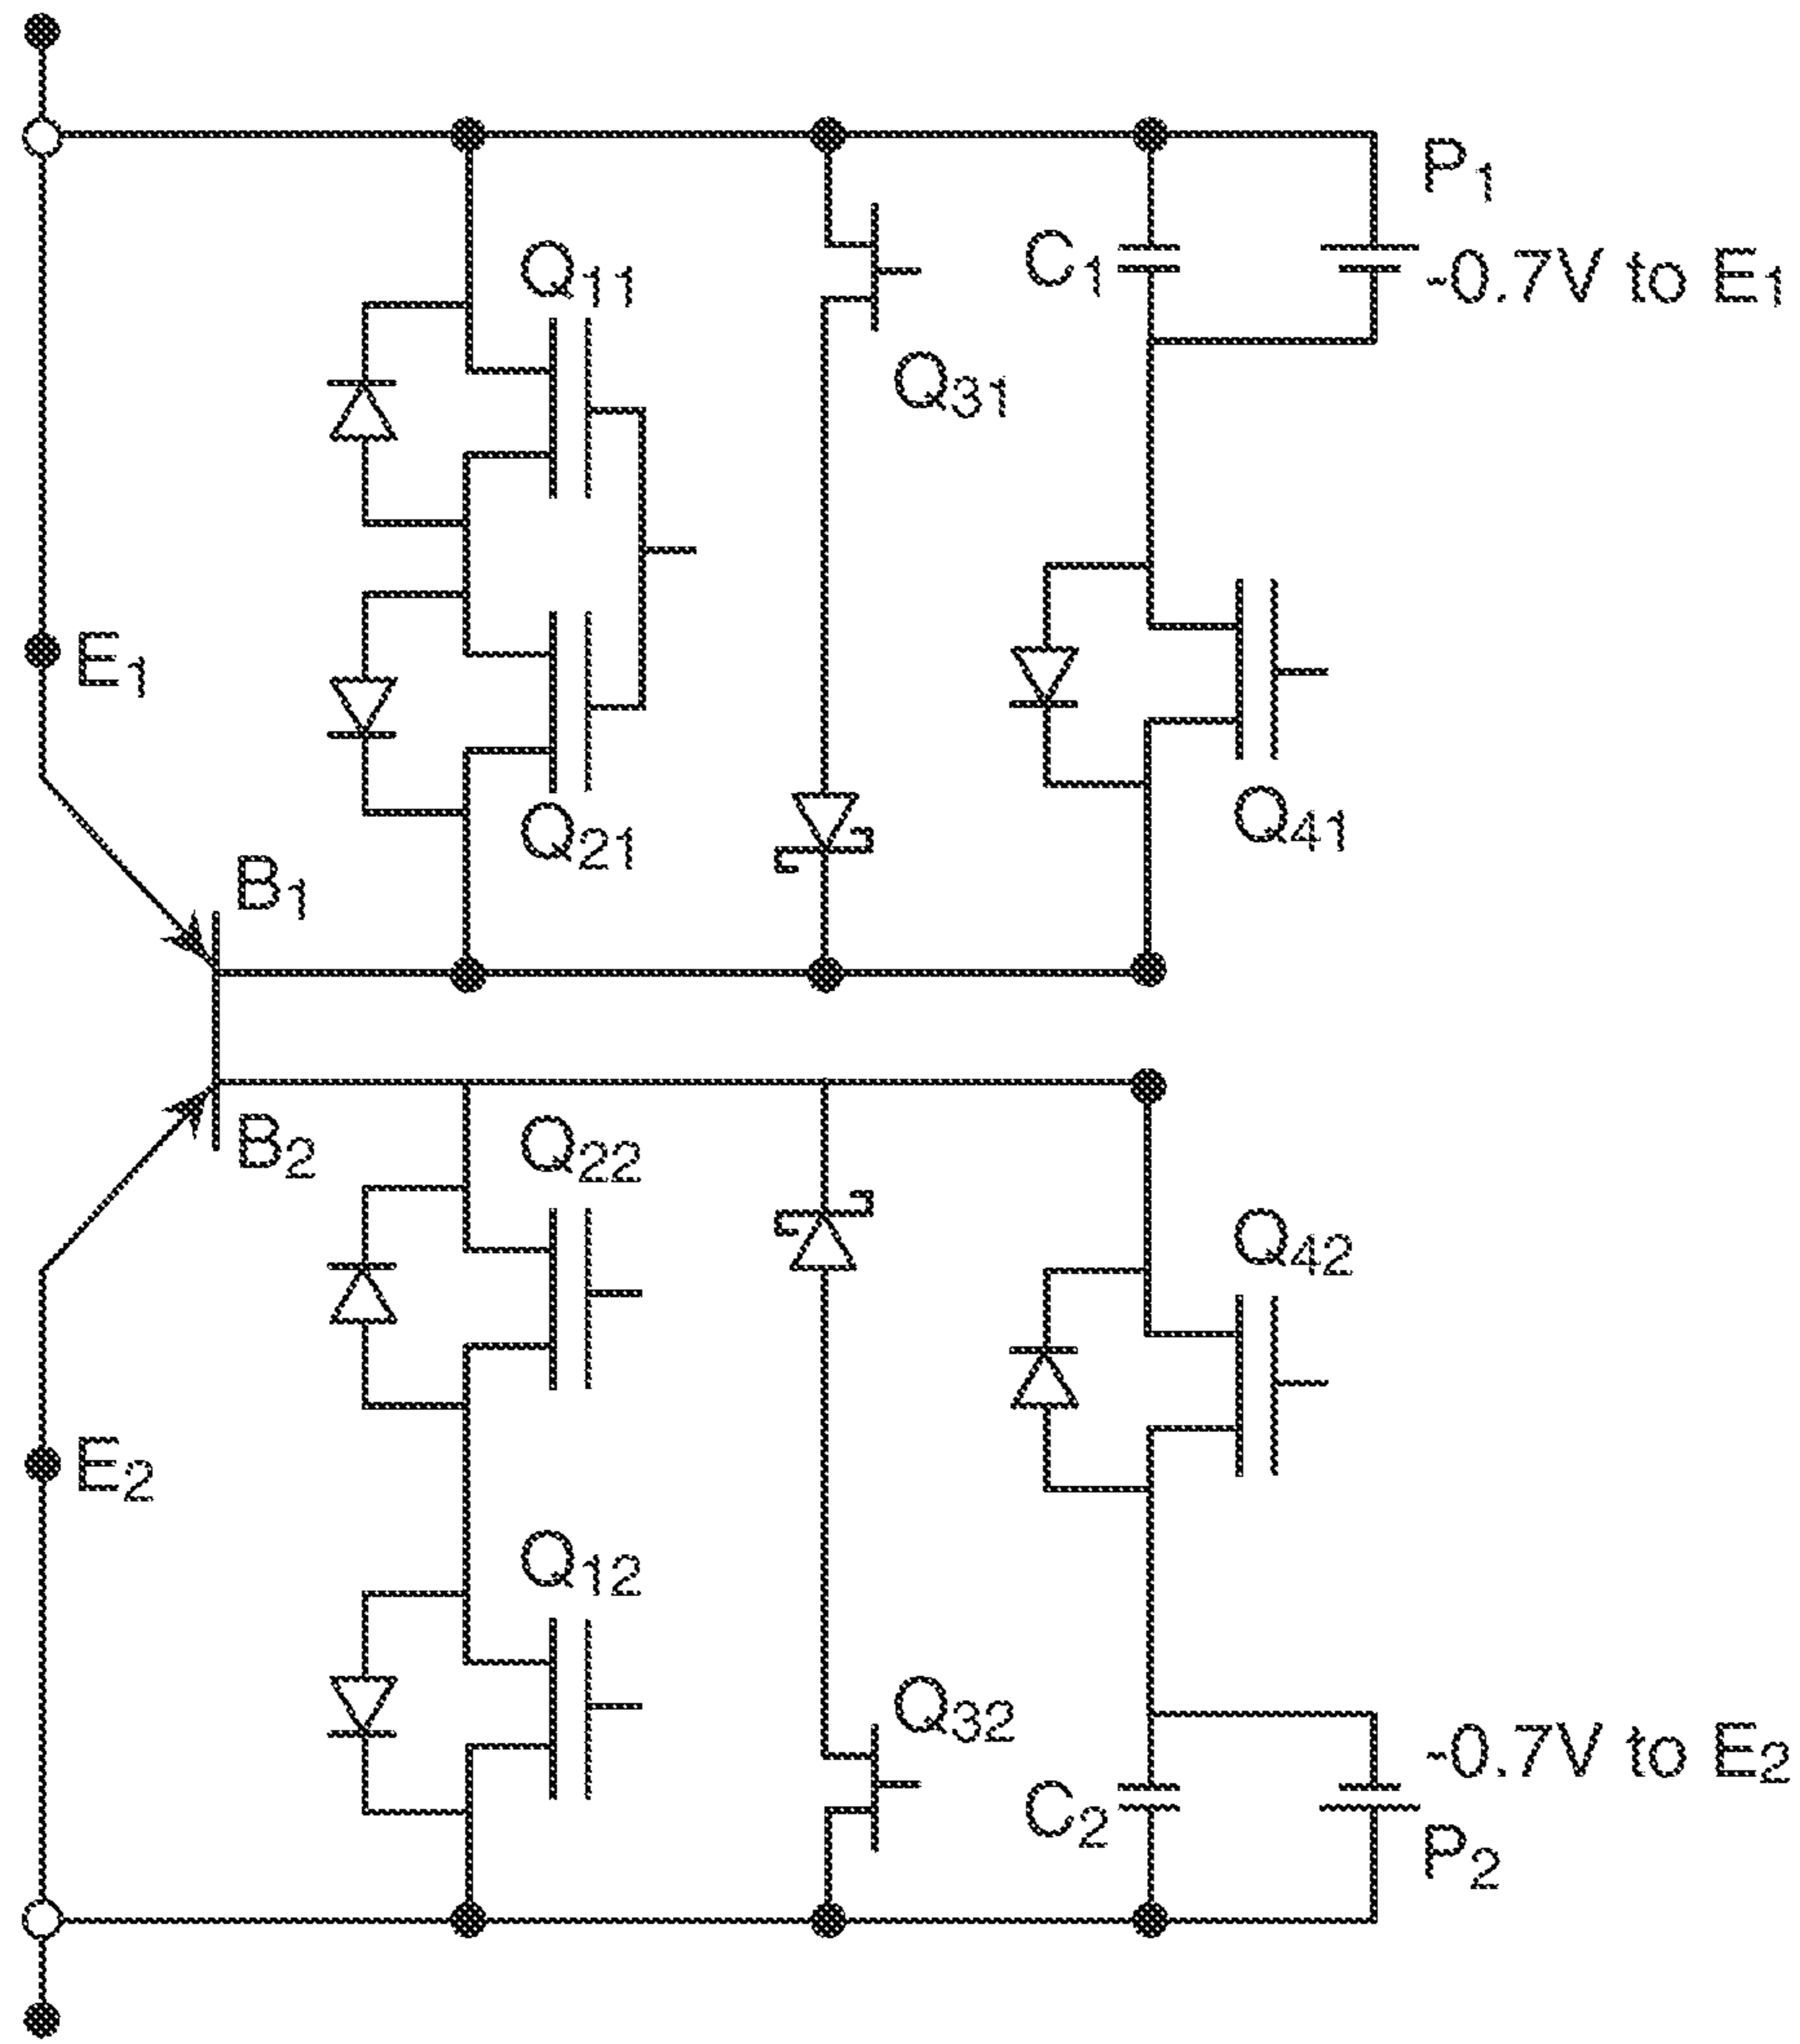 P1
Q11
C1
-0.7V to E1
Q31
E1
Q41
Q21
B1
B2
Q22
Q42
E2
Q12
Q32
-0.7V to E2
C2
P2